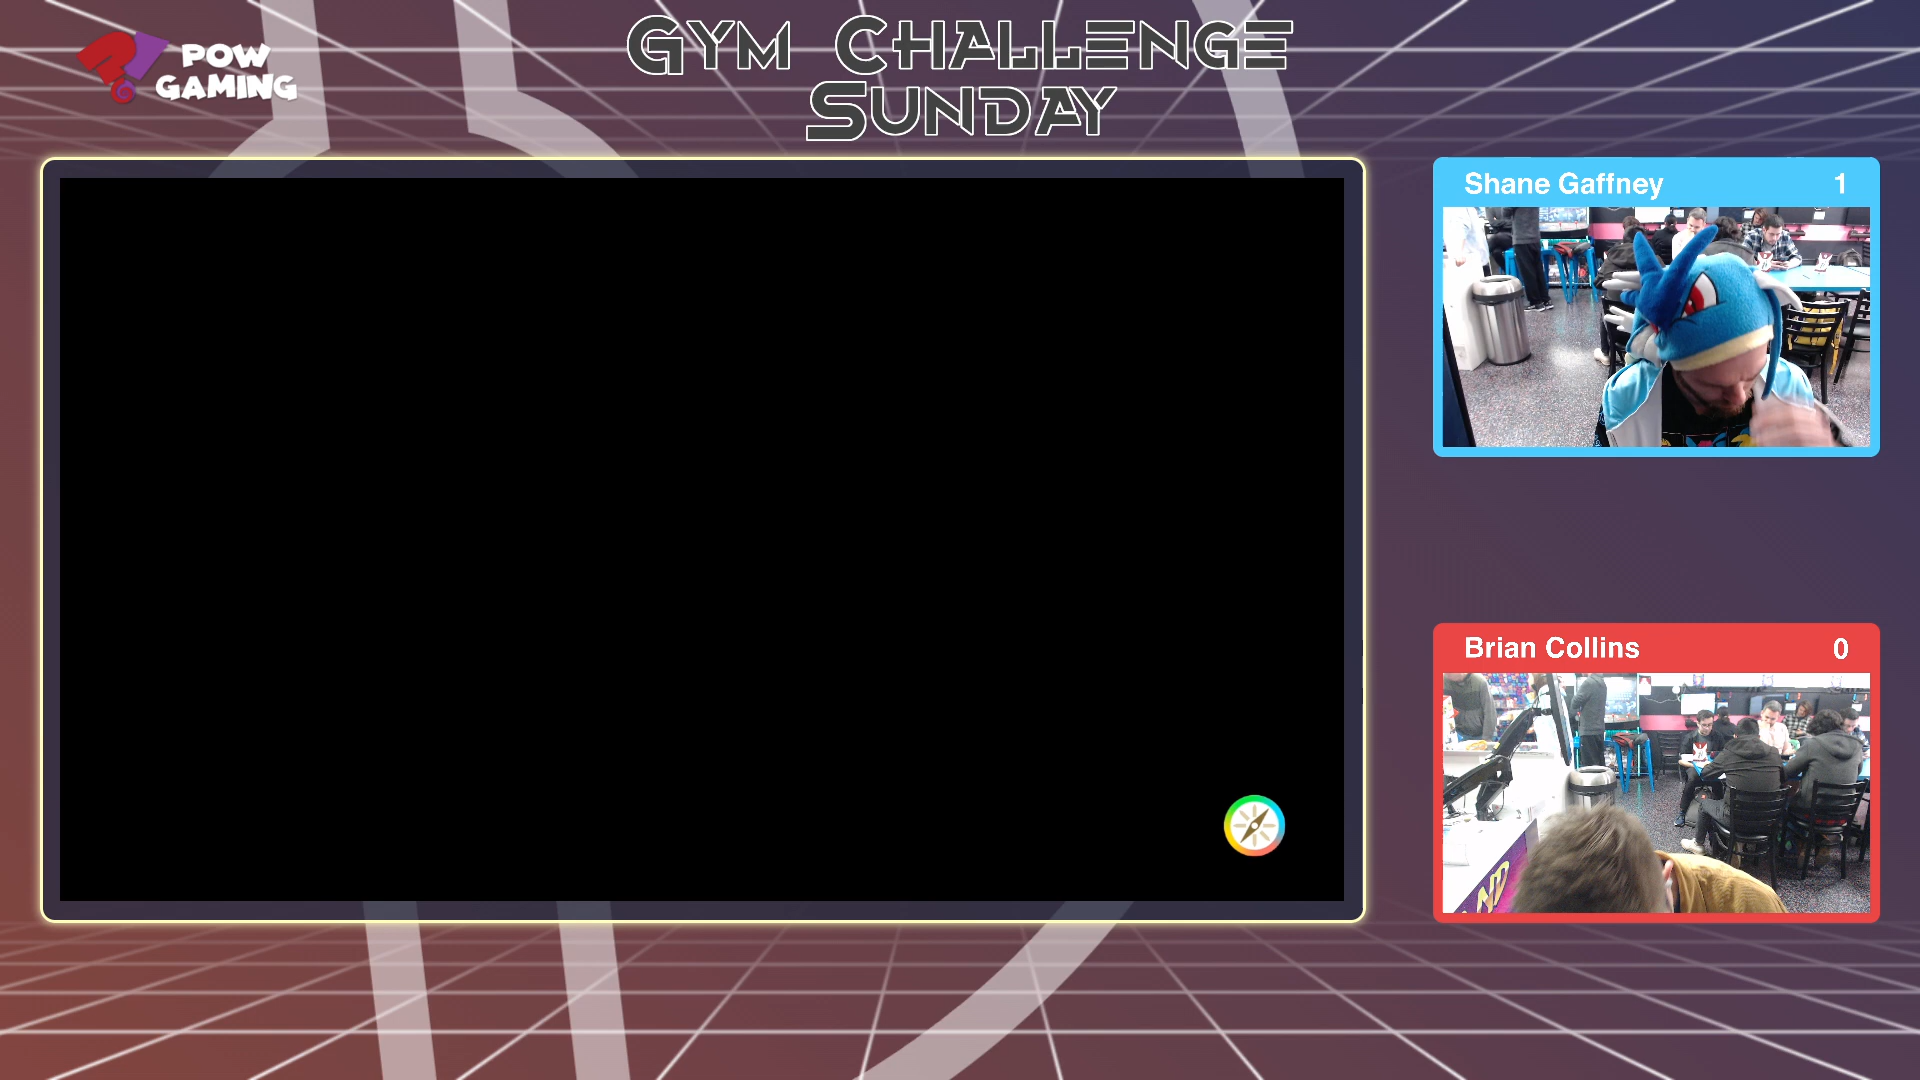 POW
GAMING
GYM CHALLENGE
SUNDAY
Shane Gaffney 1
Brian Collins 0